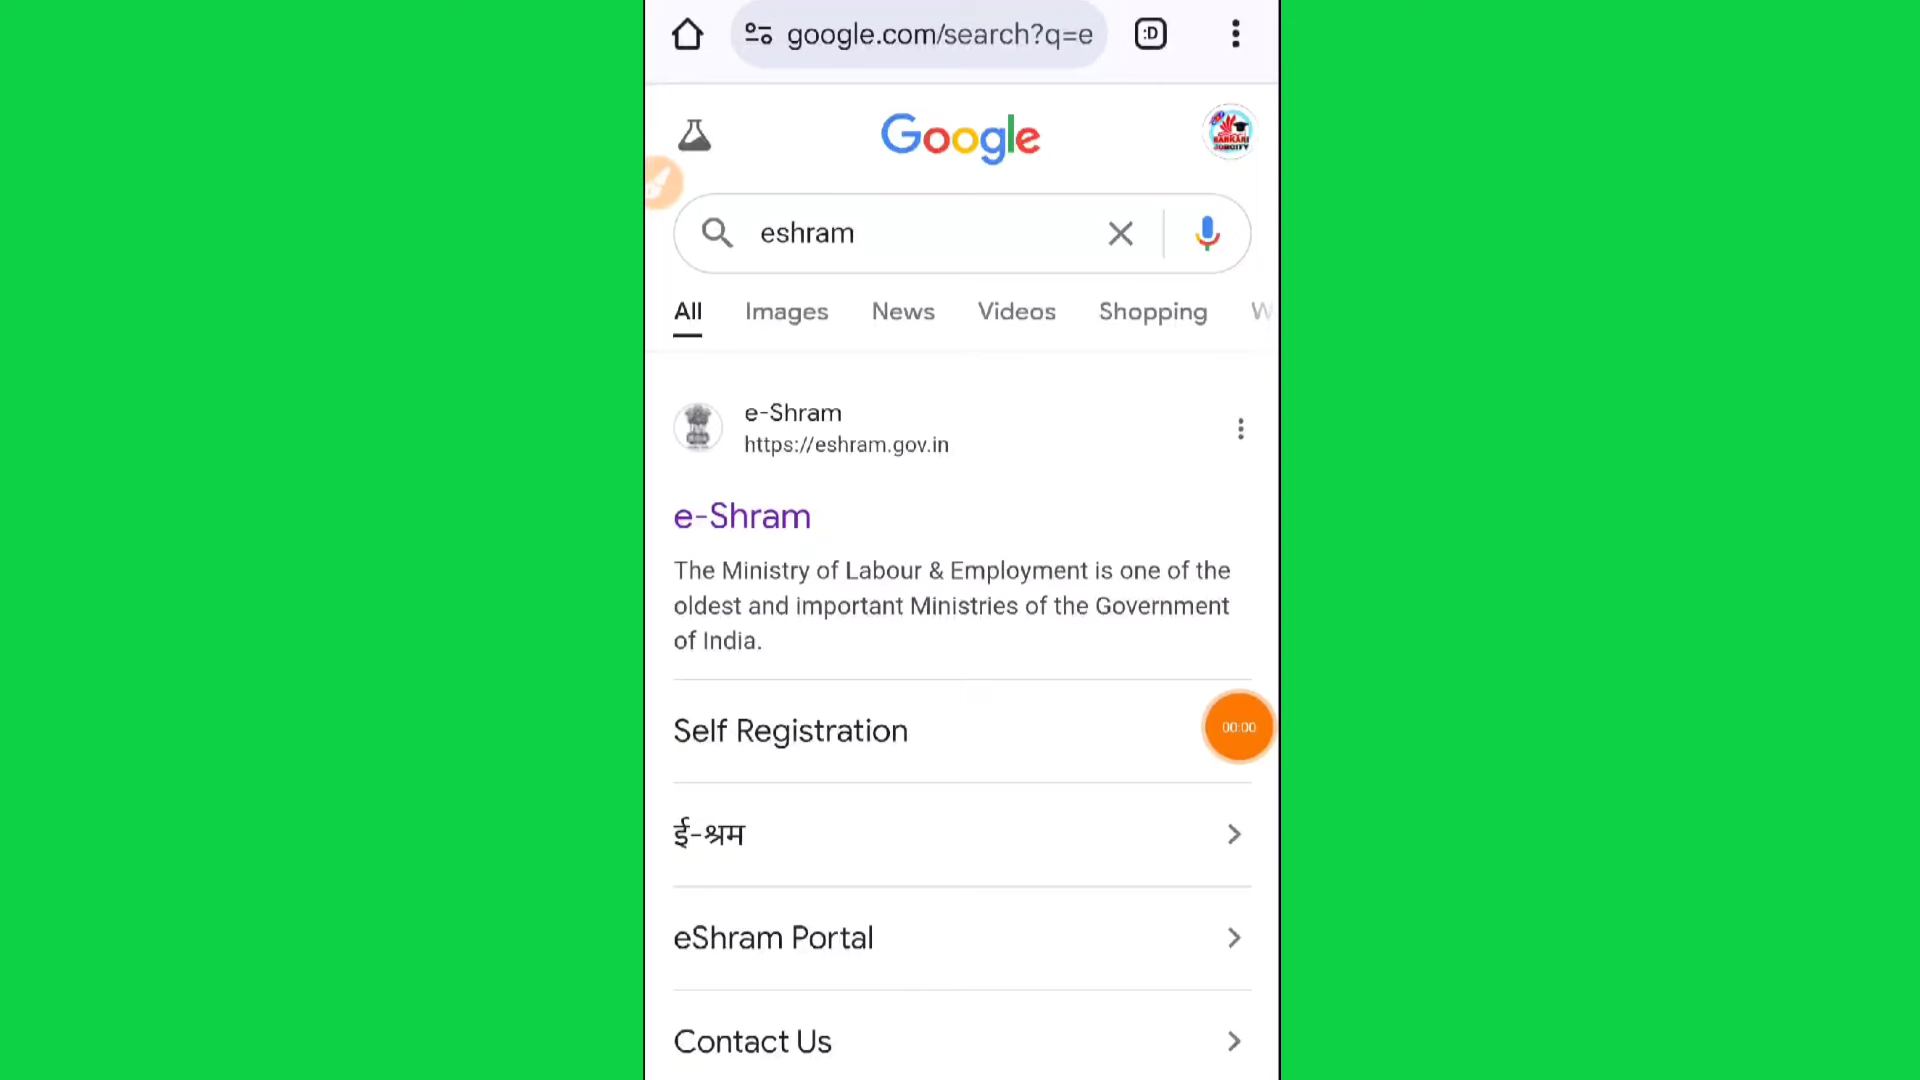 google.com/search?q=e
:D
Google
SARKARI
JOBCITY
eshram
All Images News Videos Shopping W
e-Shram
https://eshram.gov.in
e-Shram
The Ministry of Labour & Employment is one of the
oldest and important Ministries of the Government
of India.
Self Registration
00:00
ई-श्रम
eShram Portal
Contact Us